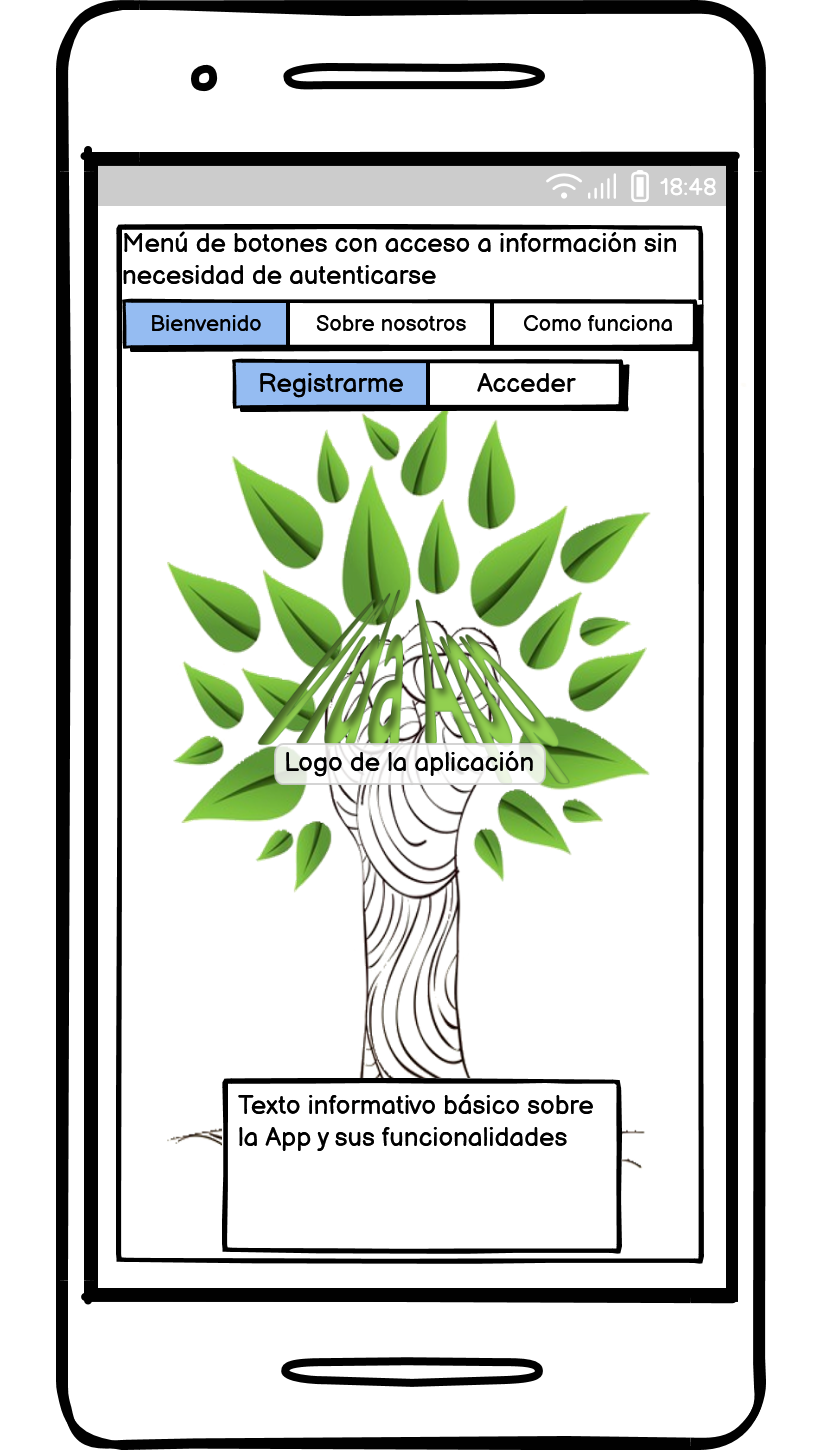 18:48
Menú de botones con acceso a información sin
necesidad de autenticarse
Bienvenido Sobre nosotros Como funciona
Registrarme Acceder
Logo de la aplicación
Texto informativo básico sobre
la App y sus funcionalidades